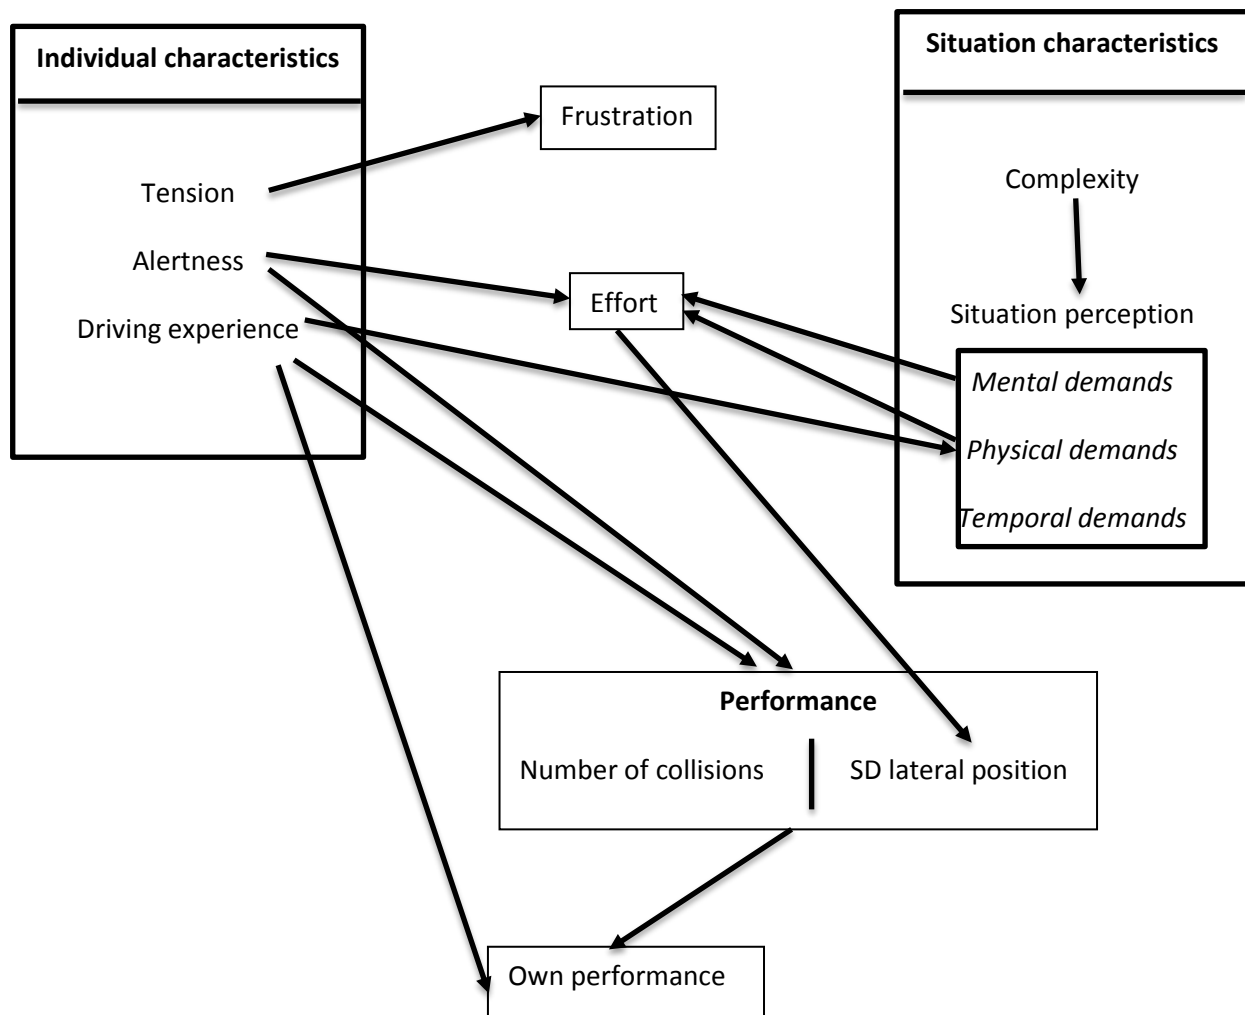 Individual characteristics
Tension
Alertness
Driving experience
Frustration
Effort
Situation characteristics
Complexity
Situation perception
Mental demands
Physical demands
Temporal demands
Performance
Number of collisions
SD lateral position
Own performance